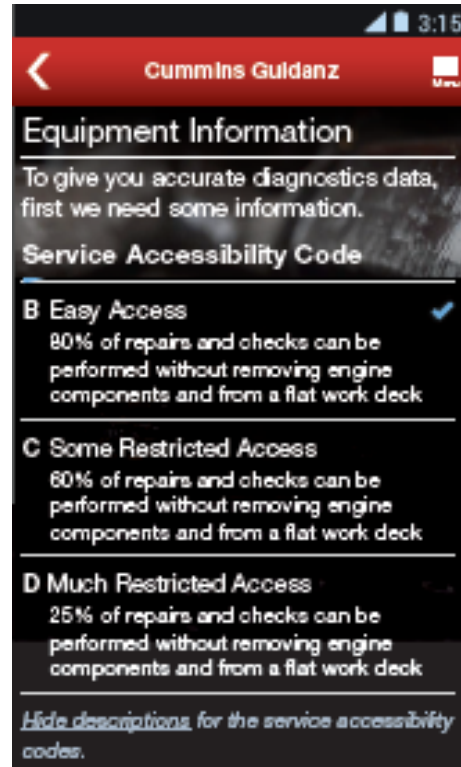 3:15
Cummins Guidanz
Menu
Equipment Information
To give you accurate diagnostics data,
first we need some information.
Service Accessibility Code
B Easy Access
80% of repairs and checks can be
performed without removing engine
components and from a flat work deck
C Some Restricted Access
60% of repairs and checks can be
performed without removing engine
components and from a flat work deck
D Much Restricted Access
25% of repairs and checks can be
performed without removing engine
components and from a flat work deck
Hide descriptions for the service accessibility
codes.